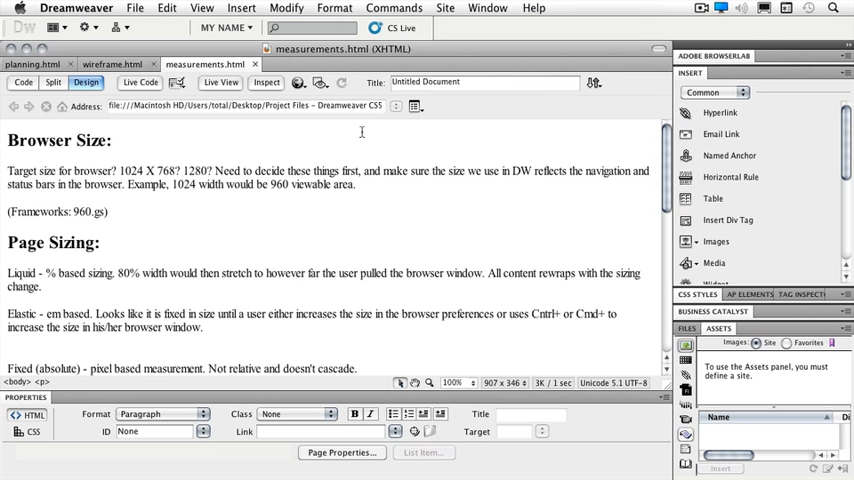 Dreamweaver File Edit View Insert Modify Format Commands Site Window Help
Dw MY NAME CS Live
measurements.html (XHTML)
planning.html wireframe.html measurements.html
Code Split Design Live Code Live View Inspect Title: Untitled Document
Address: file:///Macintosh HD/Users/total/Desktop/Project Files – Dreamweaver CS5
Browser Size:
Target size for browser? 1024 X 768? 1280? Need to decide these things first, and make sure the size we use in DW reflects the navigation and
status bars in the browser. Example, 1024 width would be 960 viewable area.
(Frameworks: 960.gs)
Page Sizing:
Liquid - % based sizing. 80% width would then stretch to however far the user pulled the browser window. All content rewraps with the sizing
change.
Elastic - em based. Looks like it is fixed in size until a user either increases the size in the browser preferences or uses Cntrl+ or Cmd+ to
increase the size in his/her browser window.
Fixed (absolute) - pixel based measurement. Not relative and doesn't cascade.
<body> <p> 100% 907 x 346 3K / 1 sec Unicode (UTF-8)
PROPERTIES
HTML Format Paragraph Class None B I Title
CSS ID None Link Target
Page Properties... List Item...
ADOBE BROWSERLAB
INSERT
Common
Hyperlink
Email Link
Named Anchor
Horizontal Rule
Table
Insert Div Tag
Images
Media
CSS STYLES AP ELEMENTS TAG INSPECT
BUSINESS CATALYST
FILES ASSETS
Images: Site Favorites
To use the Assets panel, you must
define a site.
Name Di
Insert